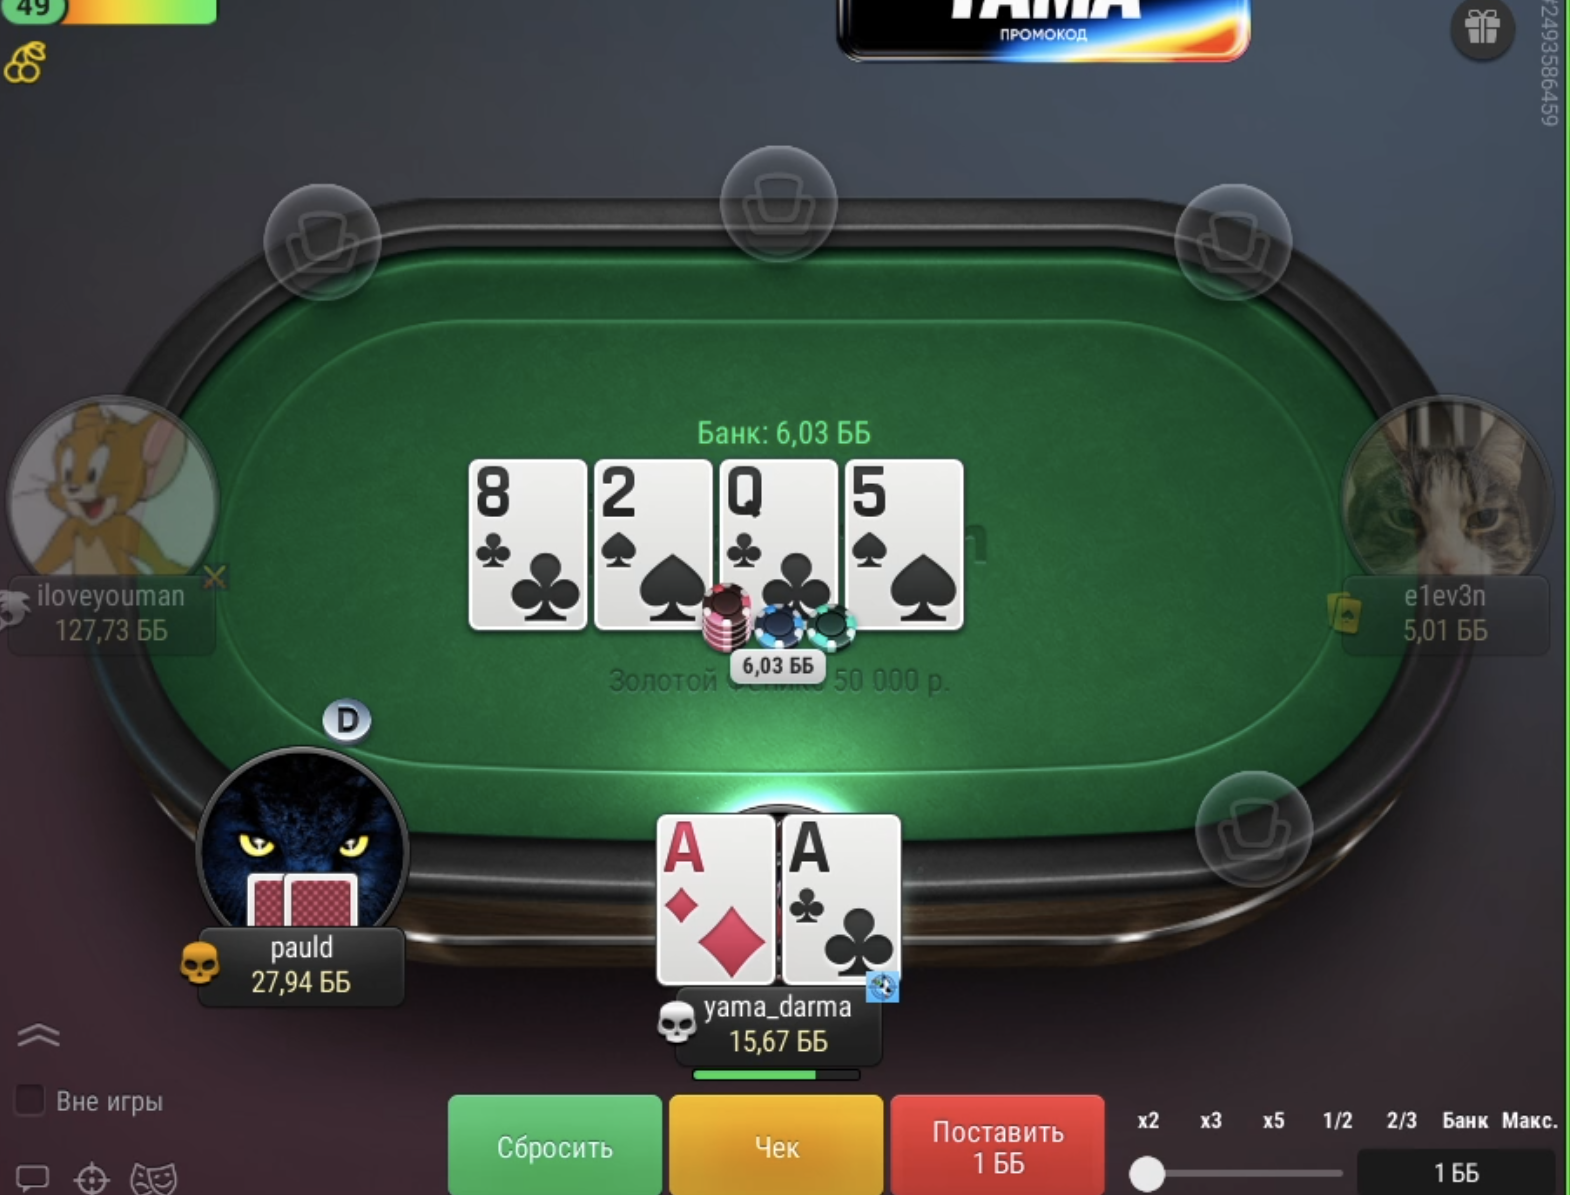 49
YAMA
ПРОМОКОД
#2493586459
Банк: 6,03 ББ
8
2
Q
5
iloveyouman
127,73 ББ
e1ev3n
5,01 ББ
6,03 ББ
Золотой 50 000 р.
D
A
A
pauld
27,94 ББ
yama_darma
15,67 ББ
Вне игры
Сбросить
Чек
Поставить
1 ББ
x2 x3 x5 1/2 2/3 Банк Макс.
1 ББ